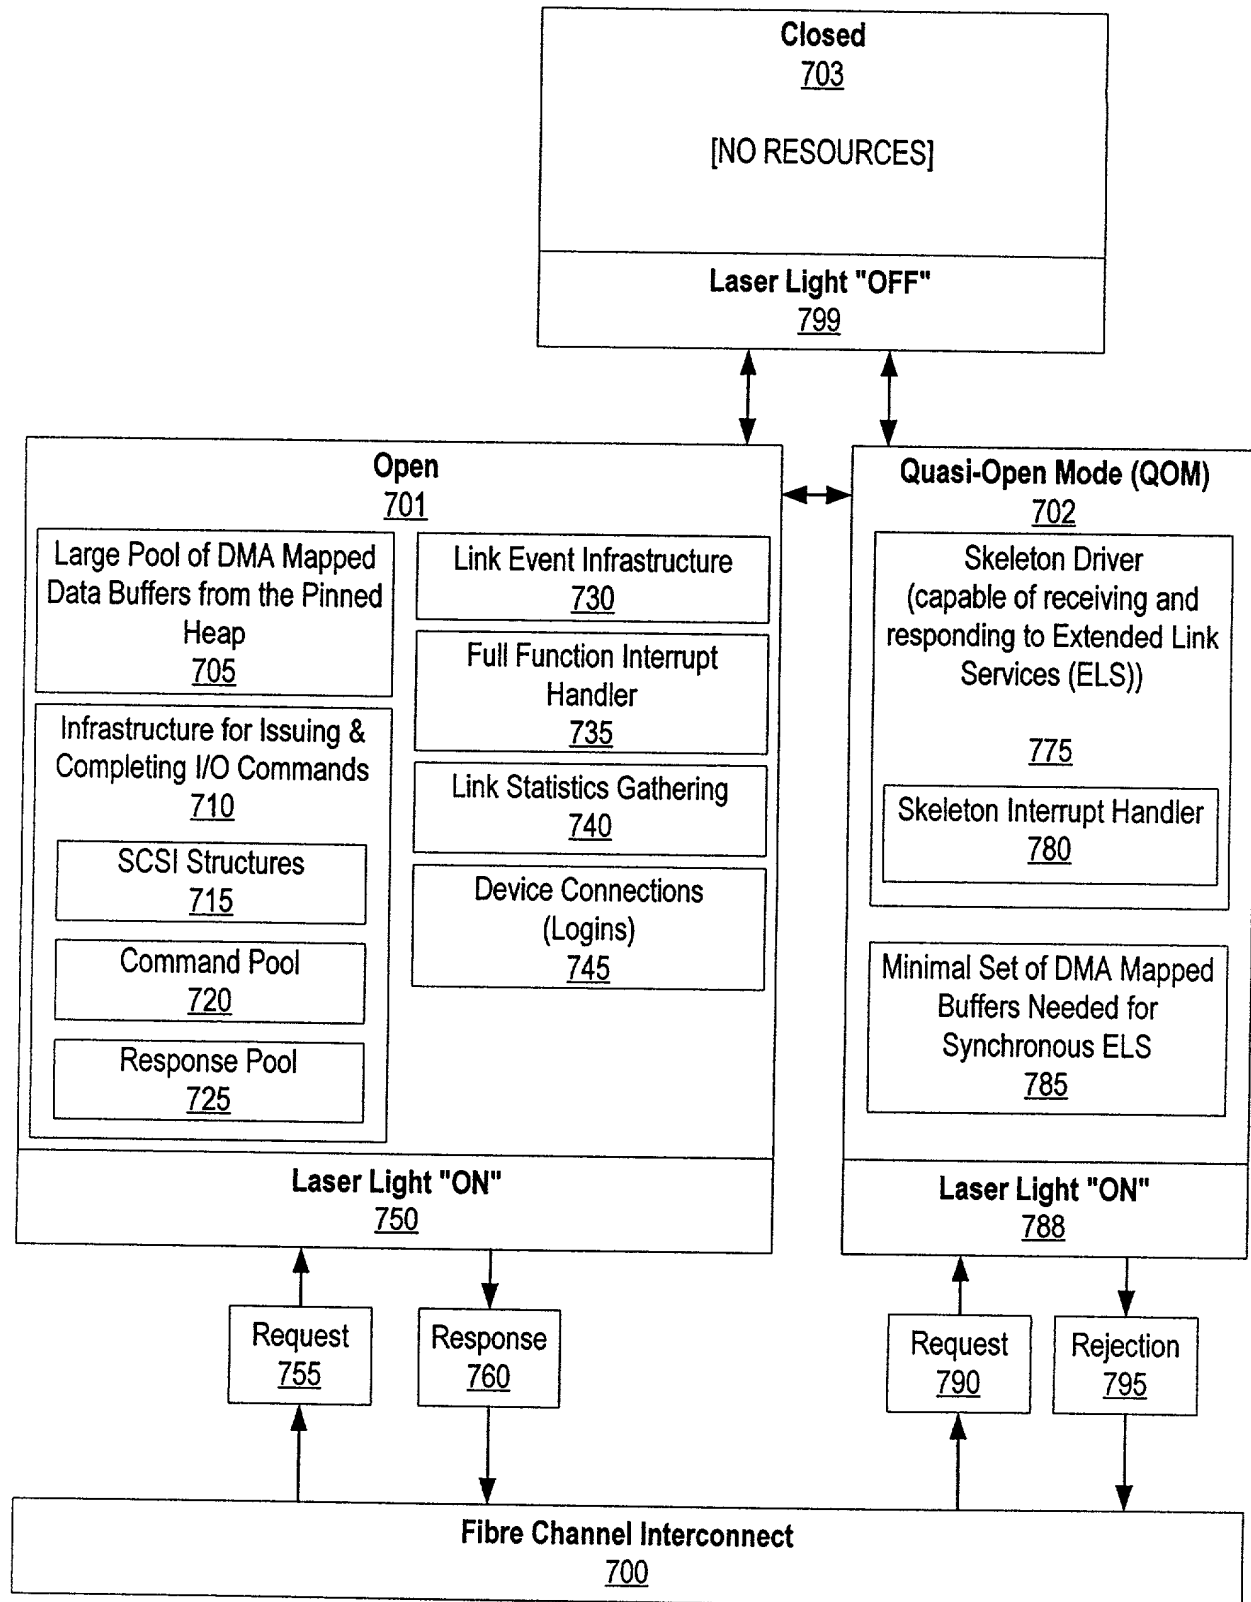 Closed
703
[NO RESOURCES]
Laser Light "OFF"
799
Open
701
Large Pool of DMA Mapped
Data Buffers from the Pinned
Heap
705
Infrastructure for Issuing &
Completing I/O Commands
710
SCSI Structures
715
Command Pool
720
Response Pool
725
Link Event Infrastructure
730
Full Function Interrupt
Handler
735
Link Statistics Gathering
740
Device Connections
(Logins)
745
Laser Light "ON"
750
Quasi-Open Mode (QOM)
702
Skeleton Driver
(capable of receiving and
responding to Extended Link
Services (ELS))
775
Skeleton Interrupt Handler
780
Minimal Set of DMA Mapped
Buffers Needed for
Synchronous ELS
785
Laser Light "ON"
788
Request
755
Response
760
Request
790
Rejection
795
Fibre Channel Interconnect
700